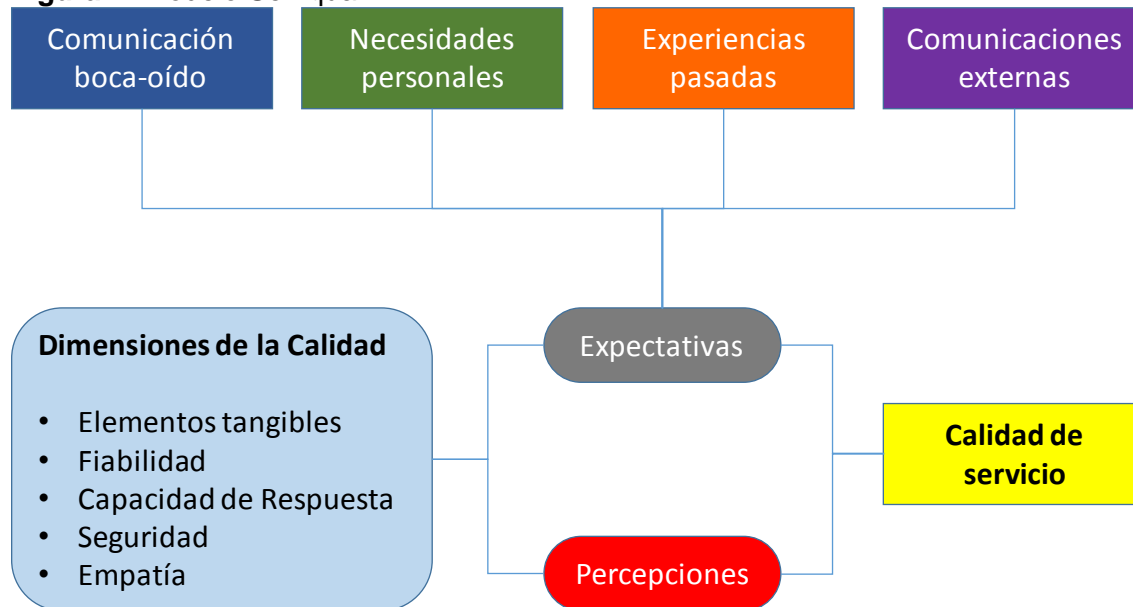 Comunicación
boca-oído
Necesidades
personales
Experiencias
pasadas
Comunicaciones
externas
Expectativas
Dimensiones de la Calidad
• Elementos tangibles
• Fiabilidad
• Capacidad de Respuesta
• Seguridad
• Empatía
Calidad de
servicio
Percepciones